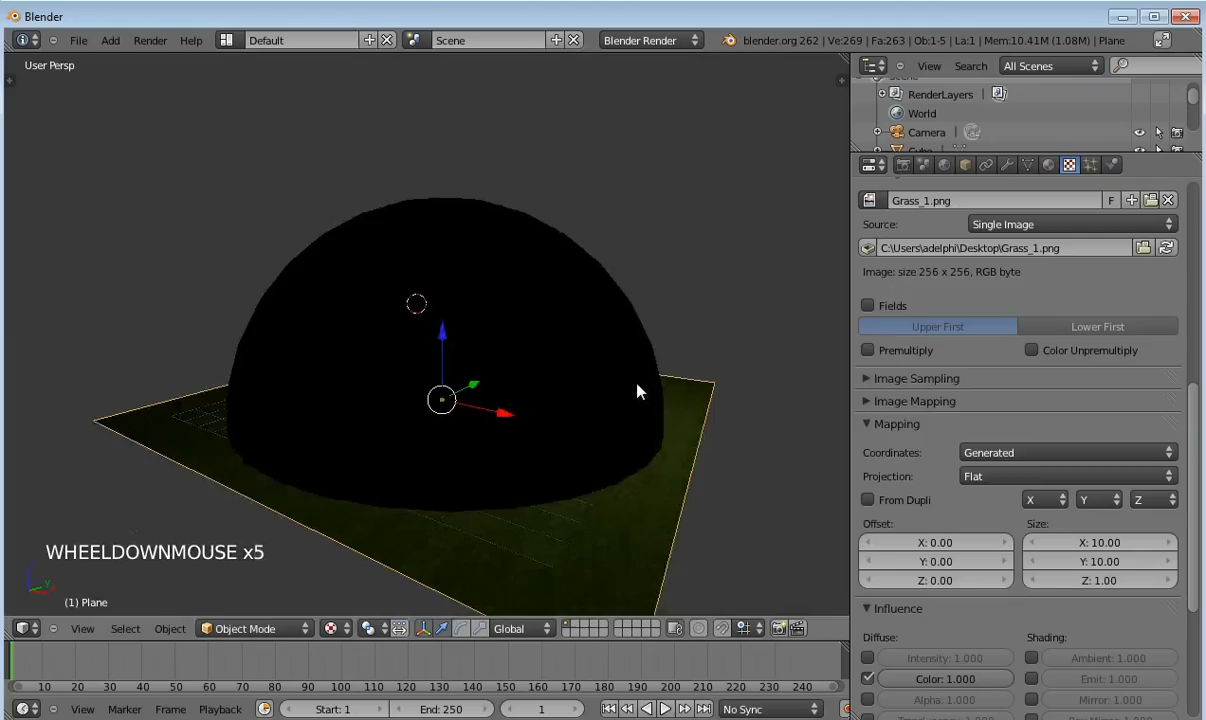 Blender
File Add Render Help Default Scene Blender Render blender.org 262 | Ve:269 | Fa:263 | Ob:1-5 | La:1 | Mem:10.41M (1.08M) | Plane
User Persp
View Search All Scenes
RenderLayers
World
Camera
Grass_1.png F
Source: Single Image
C:\Users\adelphi\Desktop\Grass_1.png
Image: size 256 x 256, RGB byte
Fields
Upper First Lower First
Premultiply Color Unpremultiply
Image Sampling
Image Mapping
Mapping
Coordinates: Generated
Projection: Flat
From Dupli X Y Z
Offset: Size:
X: 0.00 X: 10.00
Y: 0.00 Y: 10.00
Z: 0.00 Z: 1.00
WHEELDOWNMOUSE x5
(1) Plane
Influence
Diffuse: Shading:
Intensity: 1.000 Ambient: 1.000
Color: 1.000 Emit: 1.000
Alpha: 1.000 Mirror: 1.000
View Select Object Object Mode Global
10 20 30 40 50 60 70 80 90 100 110 120 130 140 150 160 170 180 190 200 210 220 230 240
View Marker Frame Playback Start: 1 End: 250 1 No Sync